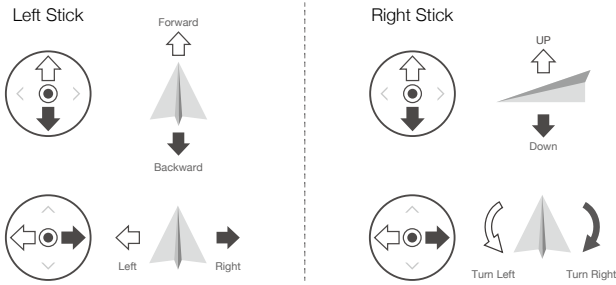 Left Stick
Forward
Backward
Left
Right
Right Stick
UP
Down
Turn Left
Turn Right